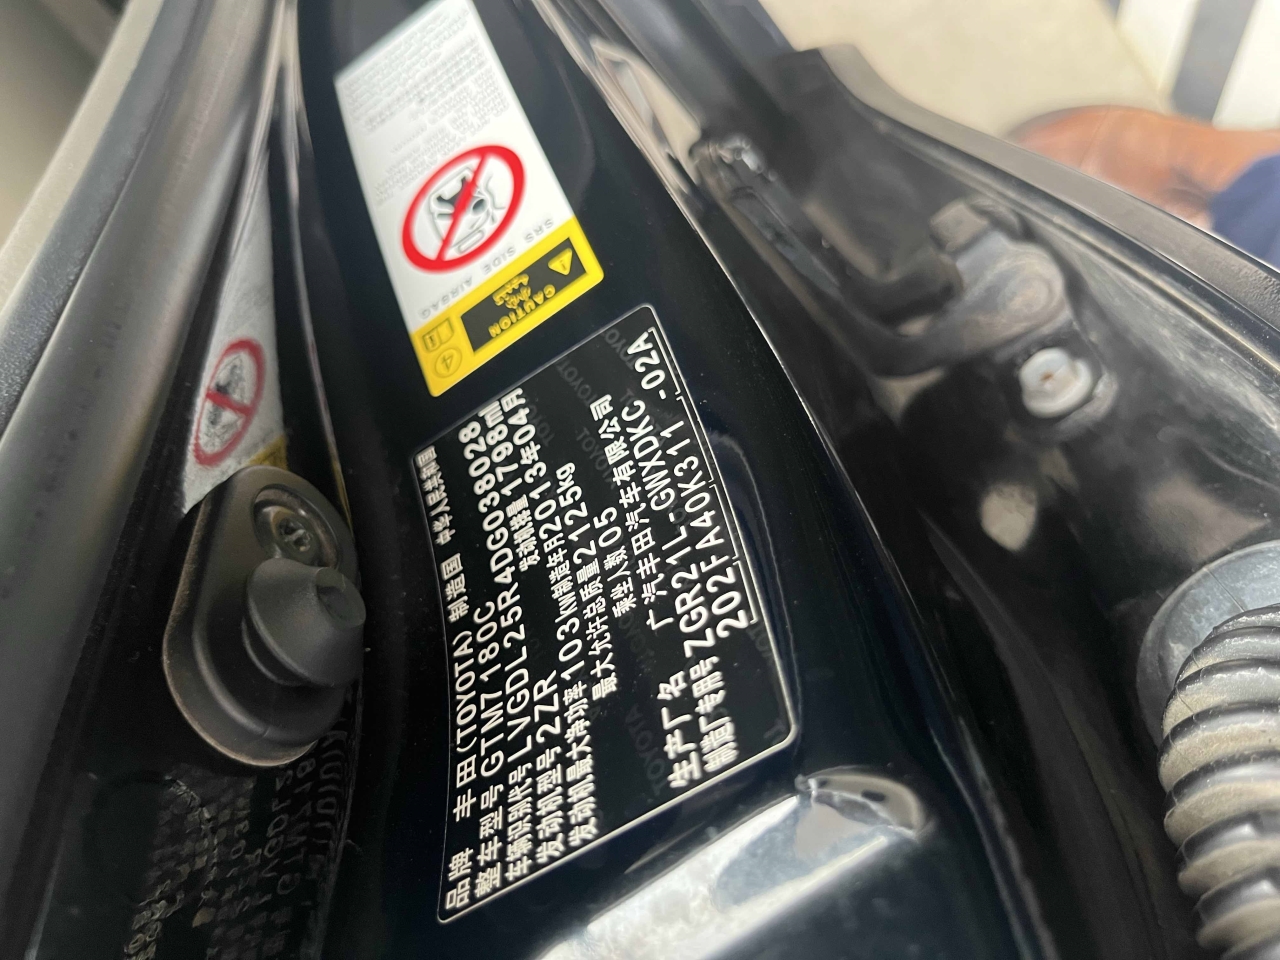 品牌 丰田(TOYOTA) 制造国 中华人民共和国
整车型号 GTM7180C
车辆识别代号 LVGDL25R4DG038028
发动机型号 2ZR 发动机排量 1798ml
发动机最大净功率 103kW 制造年月 2013年04月
最大允许总质量 2125kg
乘坐人数 05
生产厂名 广汽丰田汽车有限公司
制造厂专用号 ZGR21L-GWXDKC
202FA40K3111 -02A
CAUTION
SRS SIDE AIRBAG